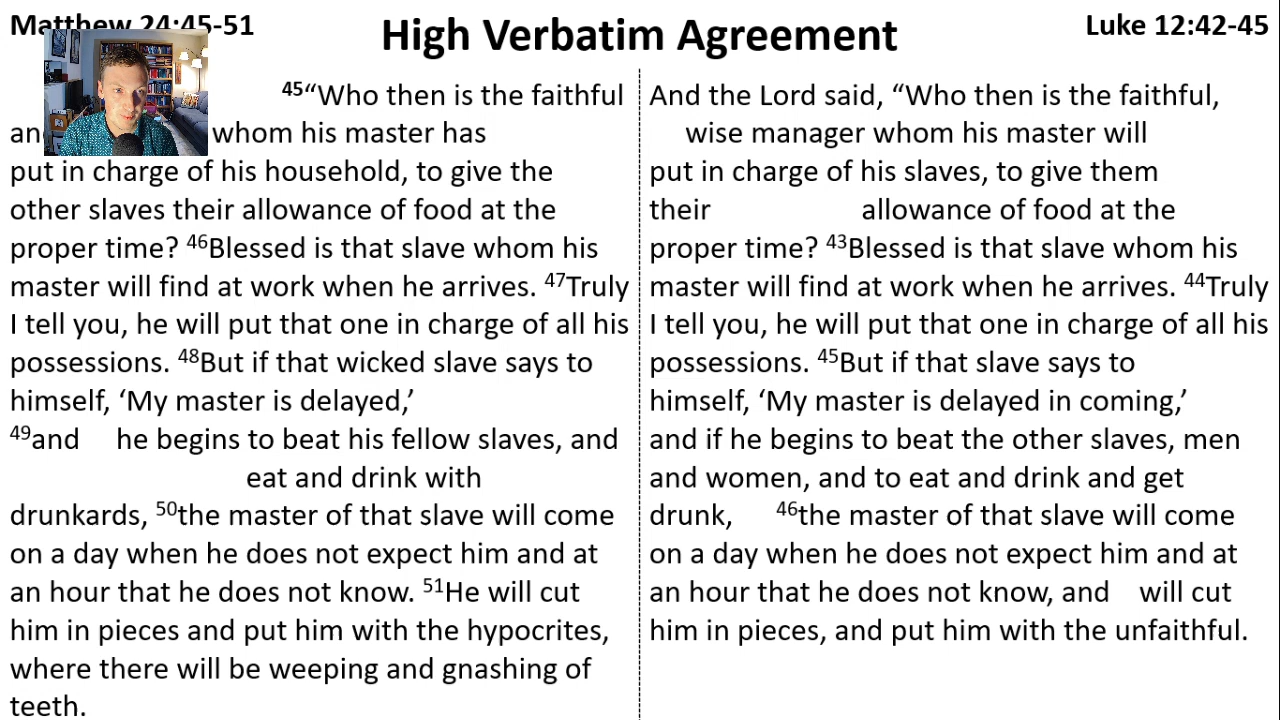 Matthew 24:45-51
High Verbatim Agreement
Luke 12:42-45
45“Who then is the faithful
whom his master has
put in charge of his household, to give the
other slaves their allowance of food at the
proper time? 46Blessed is that slave whom his
master will find at work when he arrives. 47Truly
I tell you, he will put that one in charge of all his
possessions. 48But if that wicked slave says to
himself, ‘My master is delayed,’
49and he begins to beat his fellow slaves, and
eat and drink with
drunkards, 50the master of that slave will come
on a day when he does not expect him and at
an hour that he does not know. 51He will cut
him in pieces and put him with the hypocrites,
where there will be weeping and gnashing of
teeth.
And the Lord said, “Who then is the faithful,
wise manager whom his master will
put in charge of his slaves, to give them
their allowance of food at the
proper time? 43Blessed is that slave whom his
master will find at work when he arrives. 44Truly
I tell you, he will put that one in charge of all his
possessions. 45But if that slave says to
himself, ‘My master is delayed in coming,’
and if he begins to beat the other slaves, men
and women, and to eat and drink and get
drunk, 46the master of that slave will come
on a day when he does not expect him and at
an hour that he does not know, and will cut
him in pieces, and put him with the unfaithful.